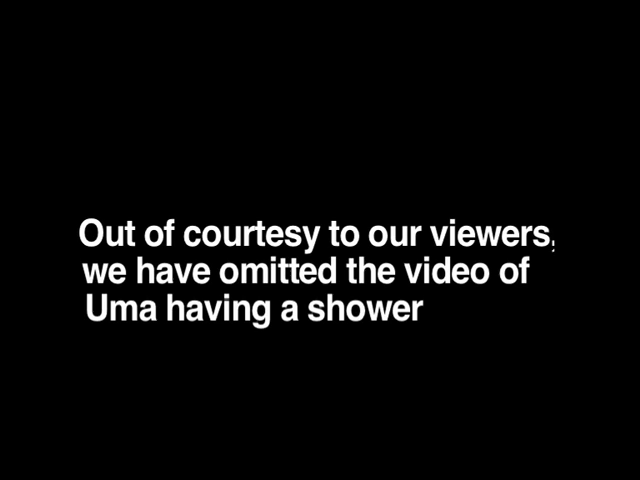 Out of courtesy to our viewers,
we have omitted the video of
Uma having a shower